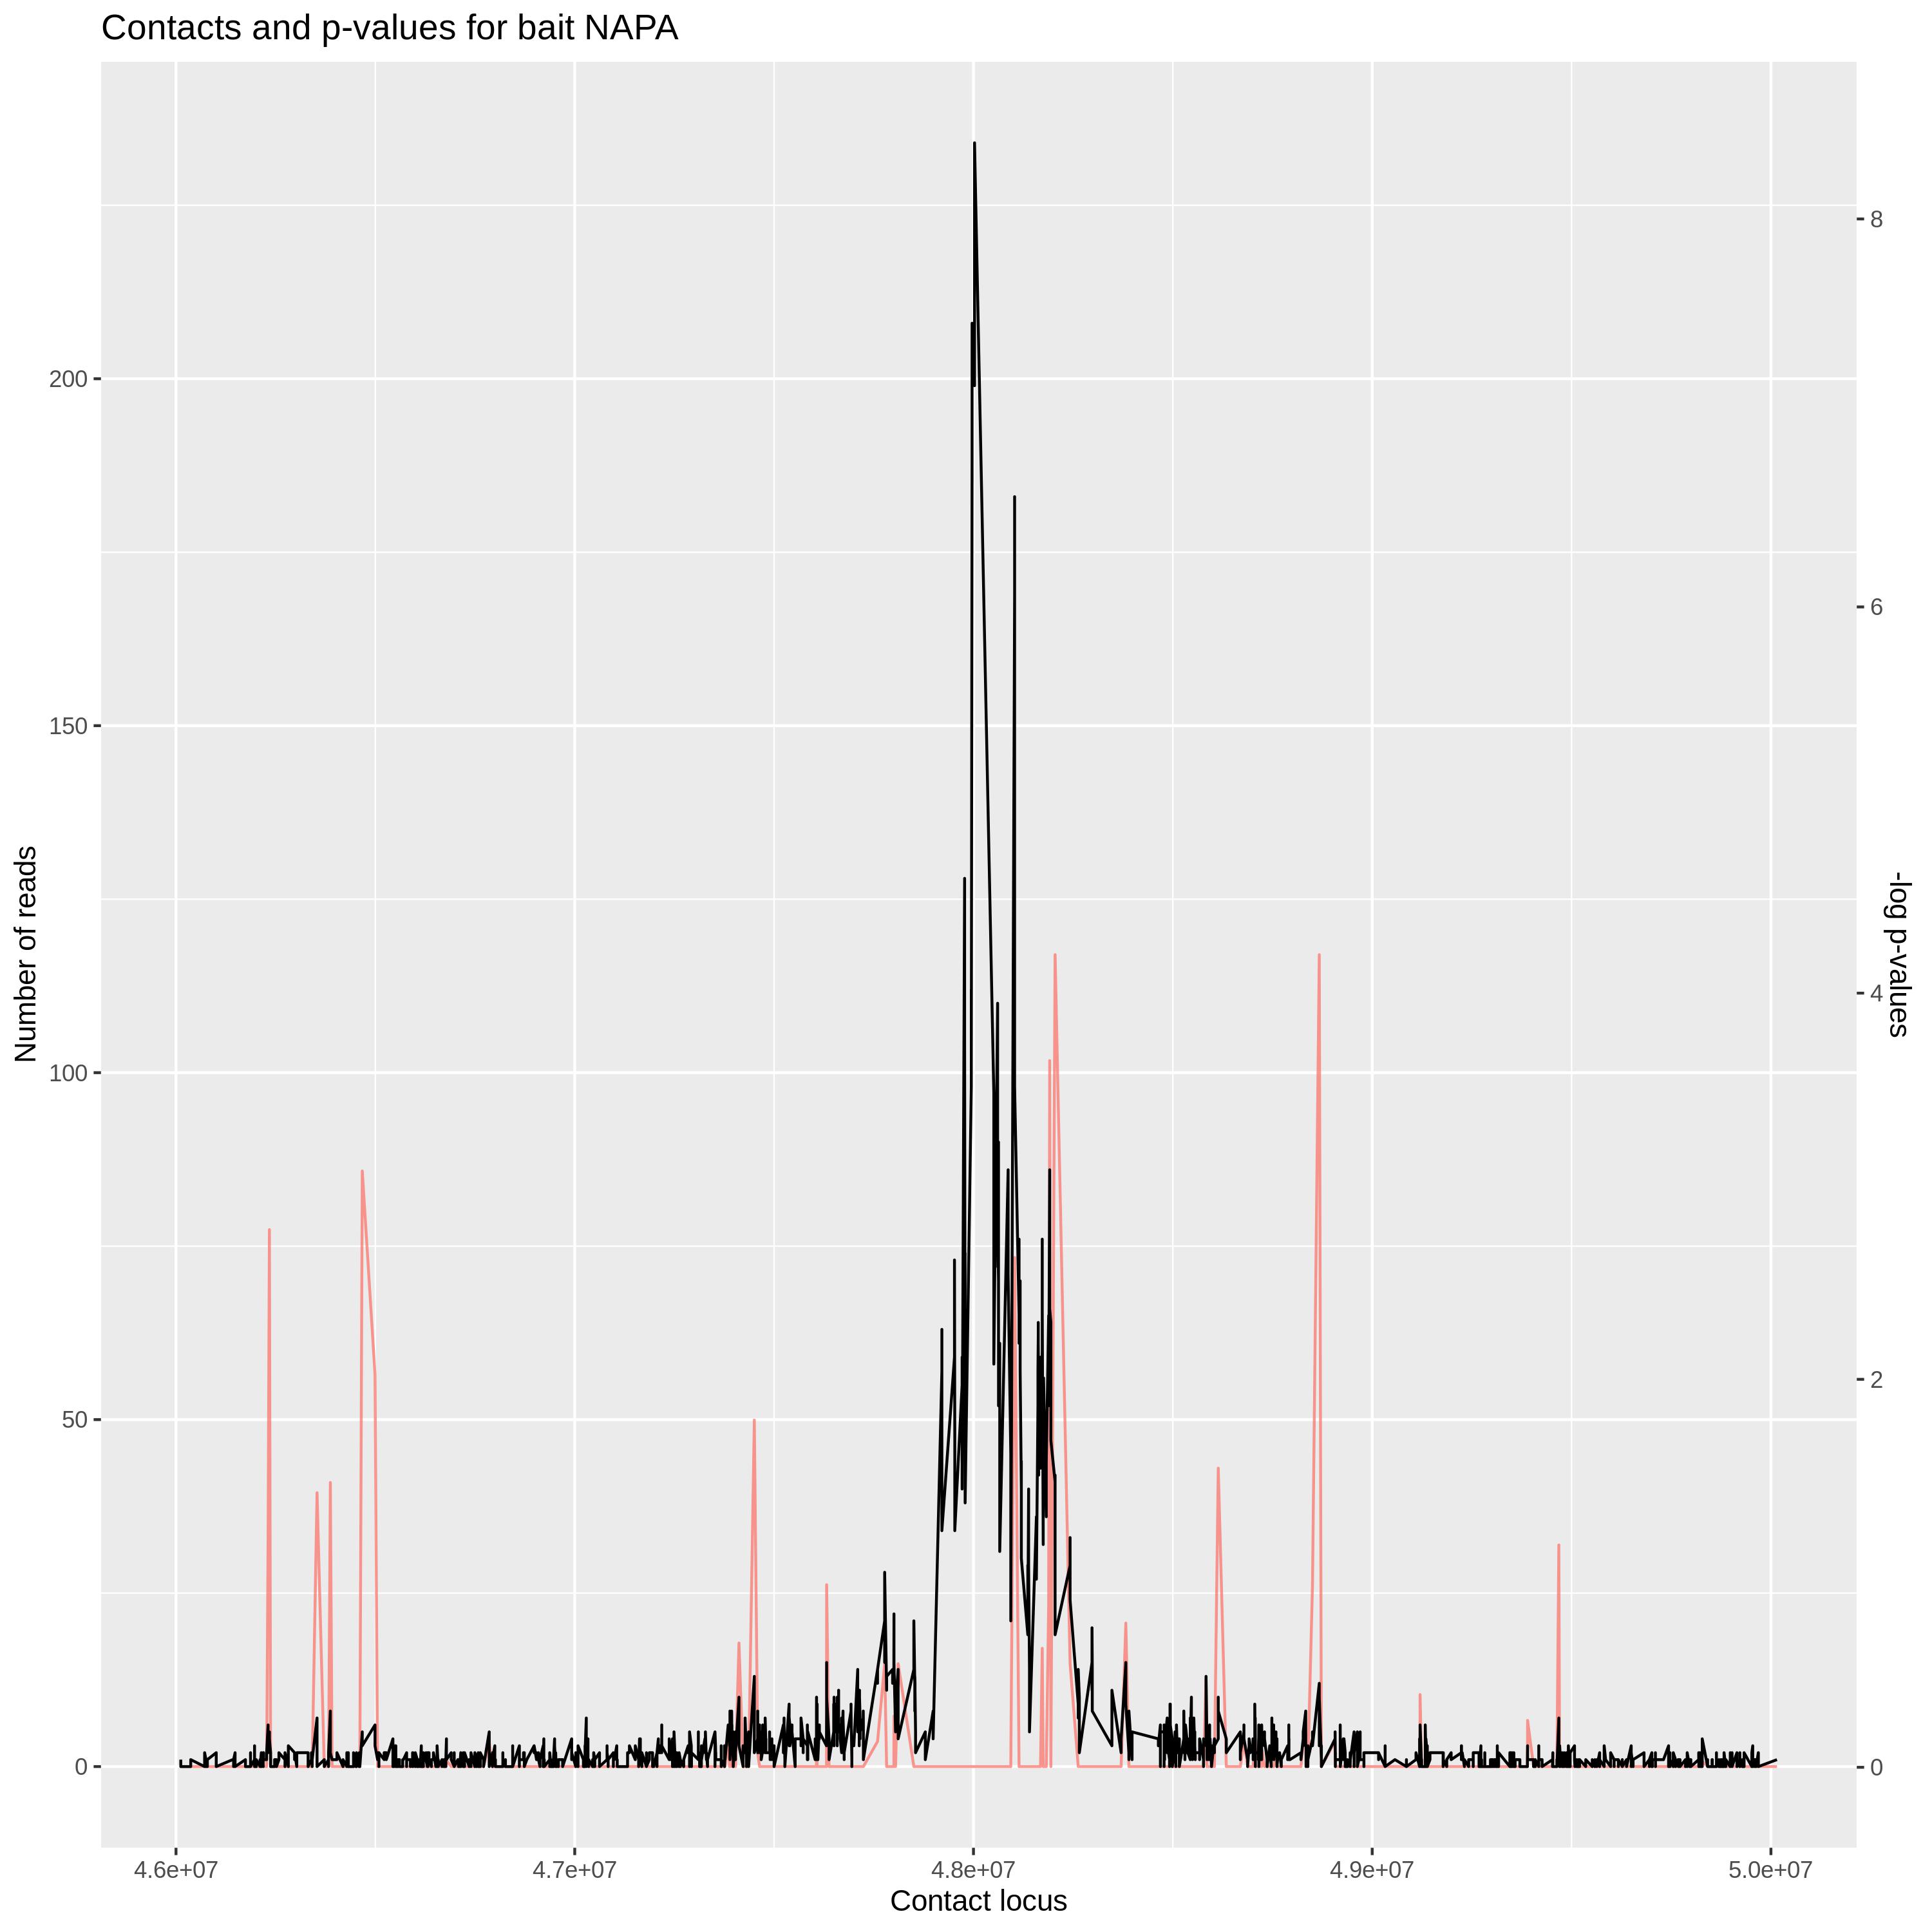 Contacts and p-values for bait NAPA
Number of reads
200
150
100
50
0
8
6
4
2
0
-log p-values
4.6e+07
4.7e+07
4.8e+07
4.9e+07
5.0e+07
Contact locus